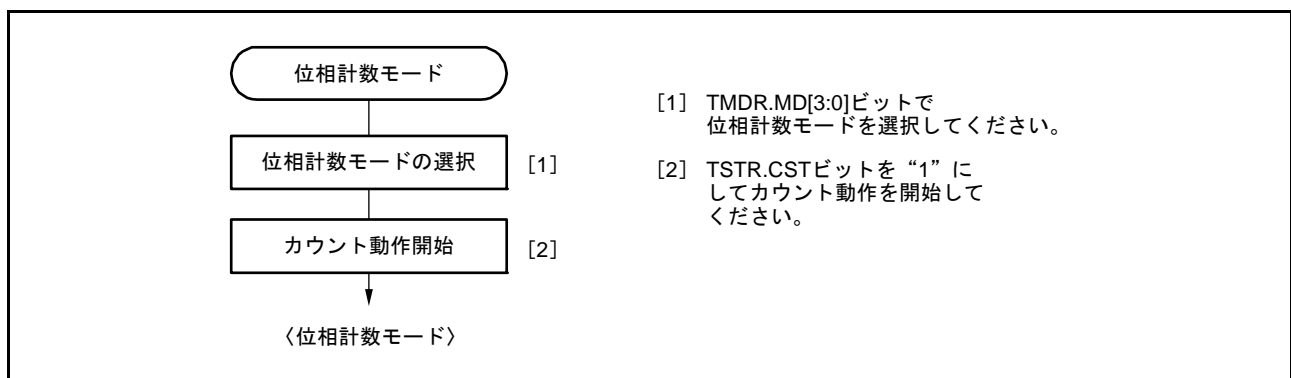 位相計数モード
位相計数モードの選択 [1]
カウント動作開始 [2]
〈位相計数モード〉
[1] TMDR.MD[3:0]ビットで
位相計数モードを選択してください。
[2] TSTR.CSTビットを“1”に
してカウント動作を開始して
ください。